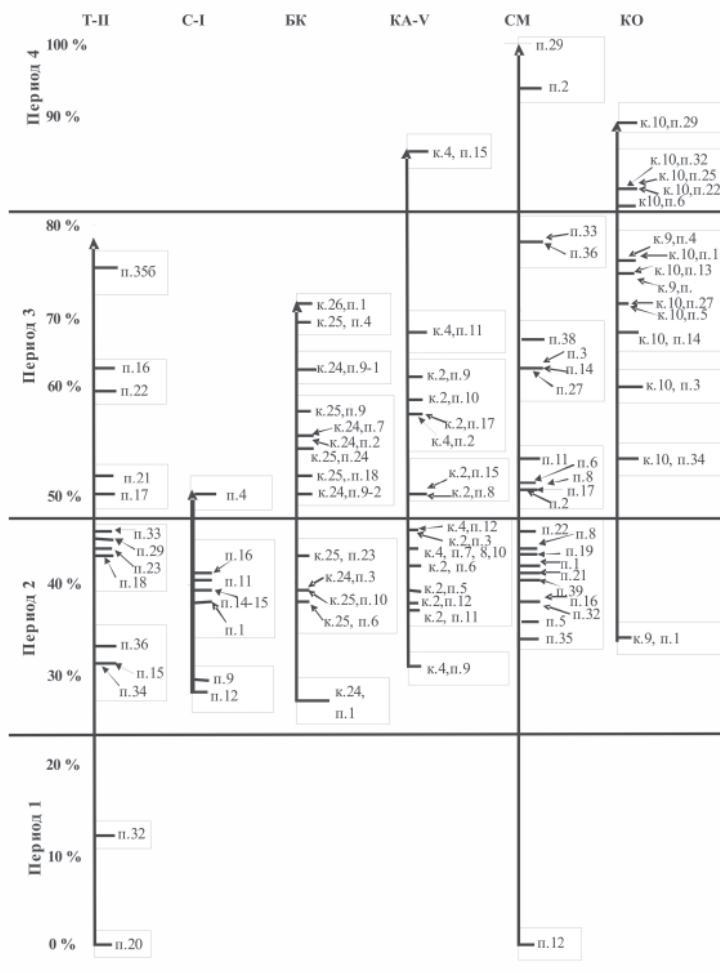 Т-II С-I БК КА-V СМ КО
Период 4
100 %
90 %
Период 3
80 %
70 %
60 %
50 %
Период 2
40 %
30 %
Период 1
20 %
10 %
0 %
п.35б
п.16
п.22
п.21
п.17
п.33
п.29
п.23
п.18
п.36
п.15
п.34
п.32
п.20
п.4
п.16
п.11
п.14-15
п.1
п.9
п.12
к.26,п.1
к.25, п.4
к.24,п.9-1
к.25,п.9
к.24,п.7
к.24,п.2
к.25,п.24
к.25,.п.18
к.24,п.9-2
к.25, п.23
к.24,п.3
к.25,п.10
к.25, п.6
к.24,
п.1
к.4, п.15
к.4,п.11
к.2,п.9
к.2,п.10
к.2,п.17
к.4,п.2
к.2,п.15
к.2,п.8
к.4,п.12
к.2,п.3
к.4, п.7, 8,10
к.2, п.6
к.2,п.5
к.2,п.12
к.2, п.11
к.4,п.9
п.29
п.2
п.33
п.36
п.38
п.3
п.14
п.27
п.11
п.6
п.8
п.17
п.2
п.22
п.8
п.19
п.1
п.21
п.39
п.16
п.32
п.5
п.35
п.12
к.10,п.29
к.10,п.32
к.10,п.25
к.10,п.22
к10,п.6
к.9,п.4
к.10,п.1
к.10,п.13
к.9,п.
к.10,п.27
к.10,п.5
к.10, п.14
к.10, п.3
к.10, п.34
к.9, п.1